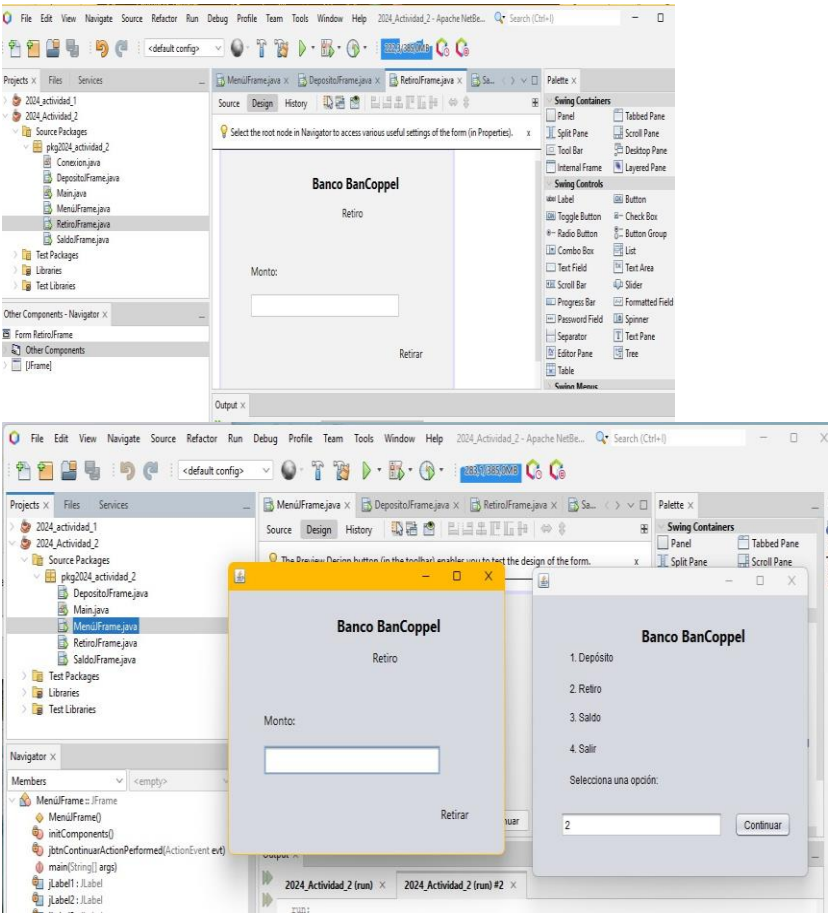 File Edit View Navigate Source Refactor Run Debug Profile Team Tools Window Help 2024_Actividad_2 - Apache NetBe... Search (Ctrl+I)
<default config>
Projects Files Services
2024_actividad_1
2024_Actividad_2
Source Packages
pkg2024_actividad_2
Conexion.java
DepositoJFrame.java
Main.java
MenúJFrame.java
RetiroJFrame.java
SaldoJFrame.java
Test Packages
Libraries
Test Libraries
Other Components - Navigator
Form RetiroJFrame
Other Components
[JFrame]
MenúJFrame.java DepositoJFrame.java RetiroJFrame.java Sa...
Source Design History
Select the root node in Navigator to access various useful settings of the form (in Properties). x
Banco BanCoppel
Retiro
Monto:
Retirar
Output
Palette
Swing Containers
Panel Tabbed Pane
Split Pane Scroll Pane
Tool Bar Desktop Pane
Internal Frame Layered Pane
Swing Controls
Label Button
Toggle Button Check Box
Radio Button Button Group
Combo Box List
Text Field Text Area
Scroll Bar Slider
Progress Bar Formatted Field
Password Field Spinner
Separator Text Pane
Editor Pane Tree
Table
Swing Menus
File Edit View Navigate Source Refactor Run Debug Profile Team Tools Window Help 2024_Actividad_2 - Apache NetBe... Search (Ctrl+I)
<default config>
Projects Files Services
2024_actividad_1
2024_Actividad_2
Source Packages
pkg2024_actividad_2
DepositoJFrame.java
Main.java
MenúJFrame.java
RetiroJFrame.java
SaldoJFrame.java
Test Packages
Libraries
Test Libraries
Navigator
Members <empty>
MenúJFrame :: JFrame
MenúJFrame()
initComponents()
jbtnContinuarActionPerformed(ActionEvent evt)
main(String[] args)
jLabel1 : JLabel
jLabel2 : JLabel
MenúJFrame.java DepositoJFrame.java RetiroJFrame.java Sa...
Source Design History
The Preview Design button (in the toolbar) enables you to test the design of the form. x
Palette
Swing Containers
Panel Tabbed Pane
Split Pane Scroll Pane
Banco BanCoppel
Retiro
Monto:
Retirar
Banco BanCoppel
1. Depósito
2. Retiro
3. Saldo
4. Salir
Selecciona una opción:
2 Continuar
2024_Actividad_2 (run) 2024_Actividad_2 (run) #2
run: